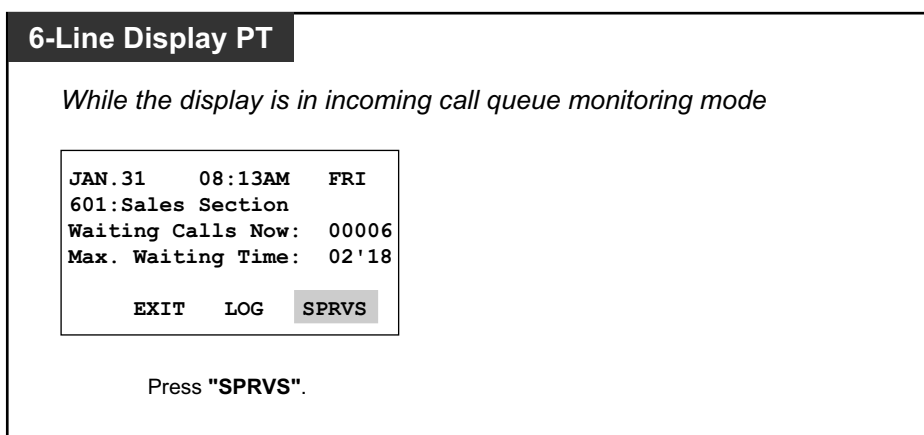 6-Line Display PT
While the display is in incoming call queue monitoring mode
JAN.31 08:13AM FRI
601:Sales Section
Waiting Calls Now: 00006
Max. Waiting Time: 02'18
EXIT LOG SPRVS
Press "SPRVS".